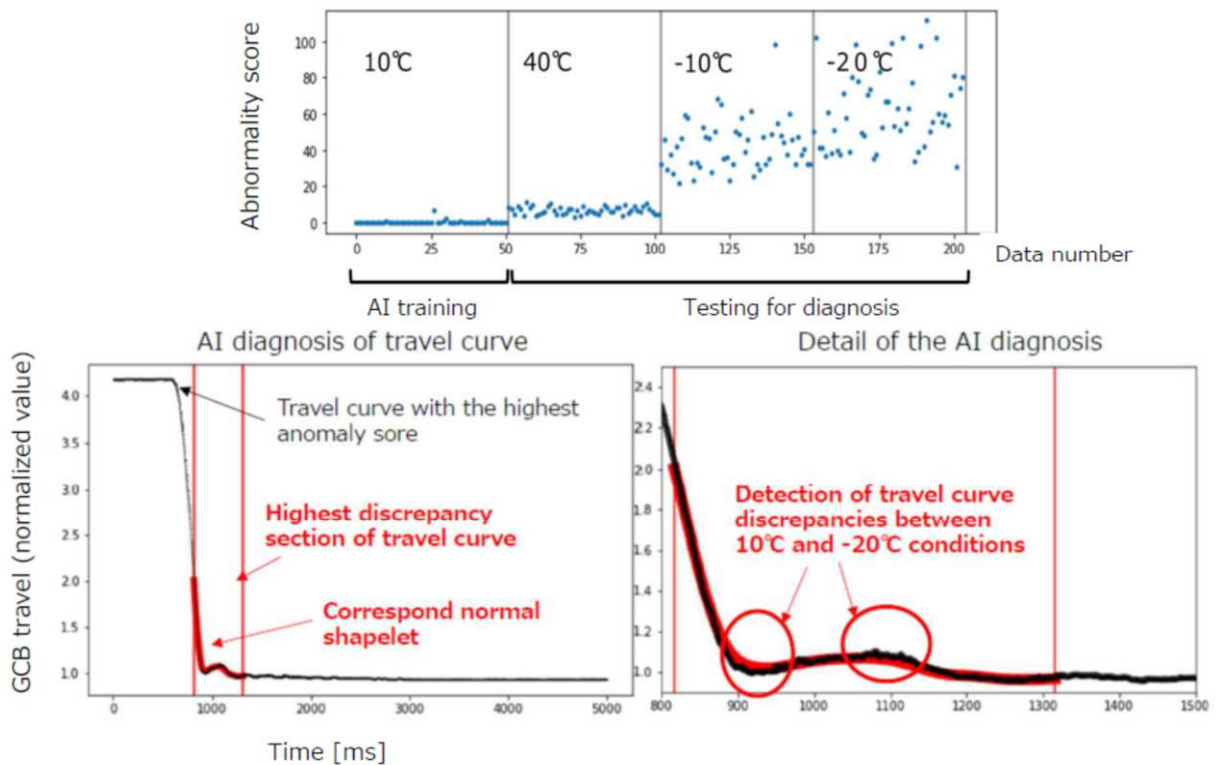 Abnormality score
100
80
60
40
20
0
10℃
40℃
-10℃
-20℃
0
25
50
75
100
125
150
175
200
Data number
AI training
Testing for diagnosis
AI diagnosis of travel curve
GCB travel (normalized value)
4.0
3.5
3.0
2.5
2.0
1.5
1.0
Travel curve with the highest
anomaly sore
Highest discrepancy
section of travel curve
Correspond normal
shapelet
0
1000
2000
3000
4000
5000
Time [ms]
Detail of the AI diagnosis
2.4
2.2
2.0
1.8
1.6
1.4
1.2
1.0
Detection of travel curve
discrepancies between
10℃ and -20℃ conditions
800
900
1000
1100
1200
1300
1400
1500